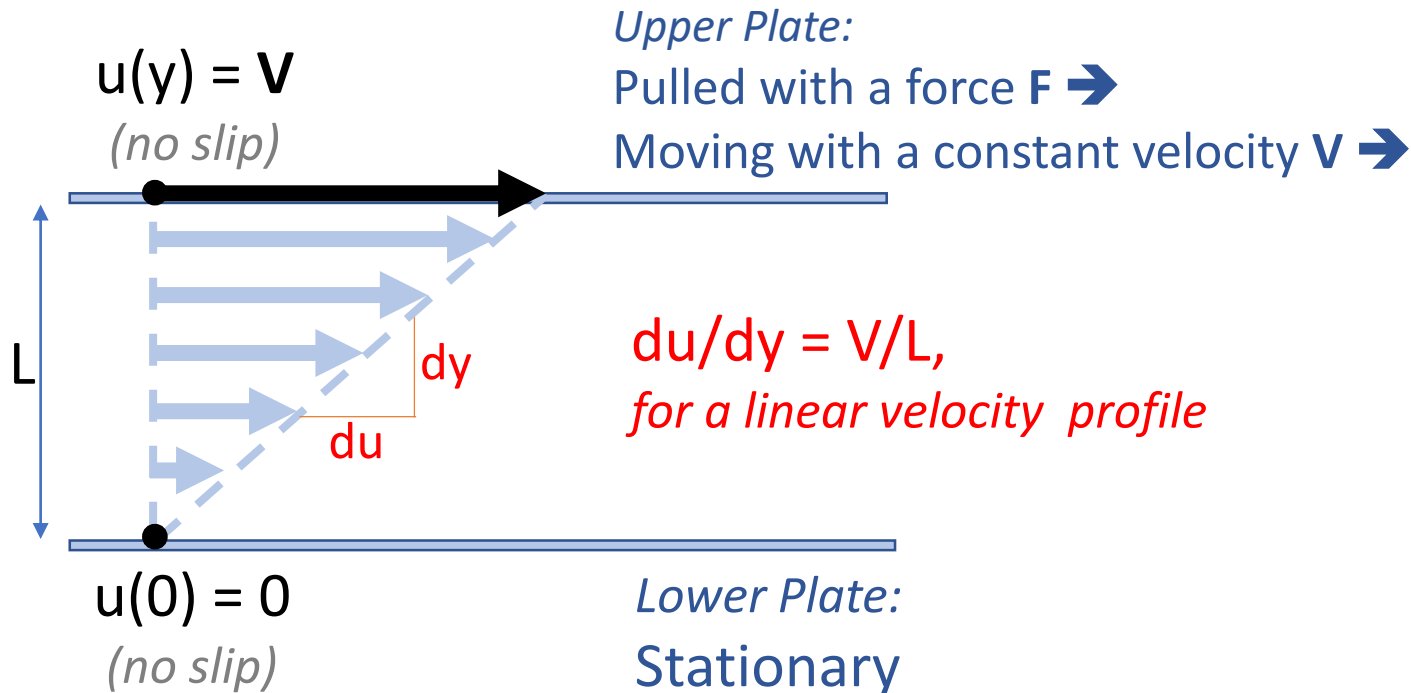 Upper Plate:
u(y) = V
Pulled with a force F ➔
(no slip)
Moving with a constant velocity V ➔
L
dy
du
du/dy = V/L,
for a linear velocity profile
u(0) = 0
(no slip)
Lower Plate:
Stationary